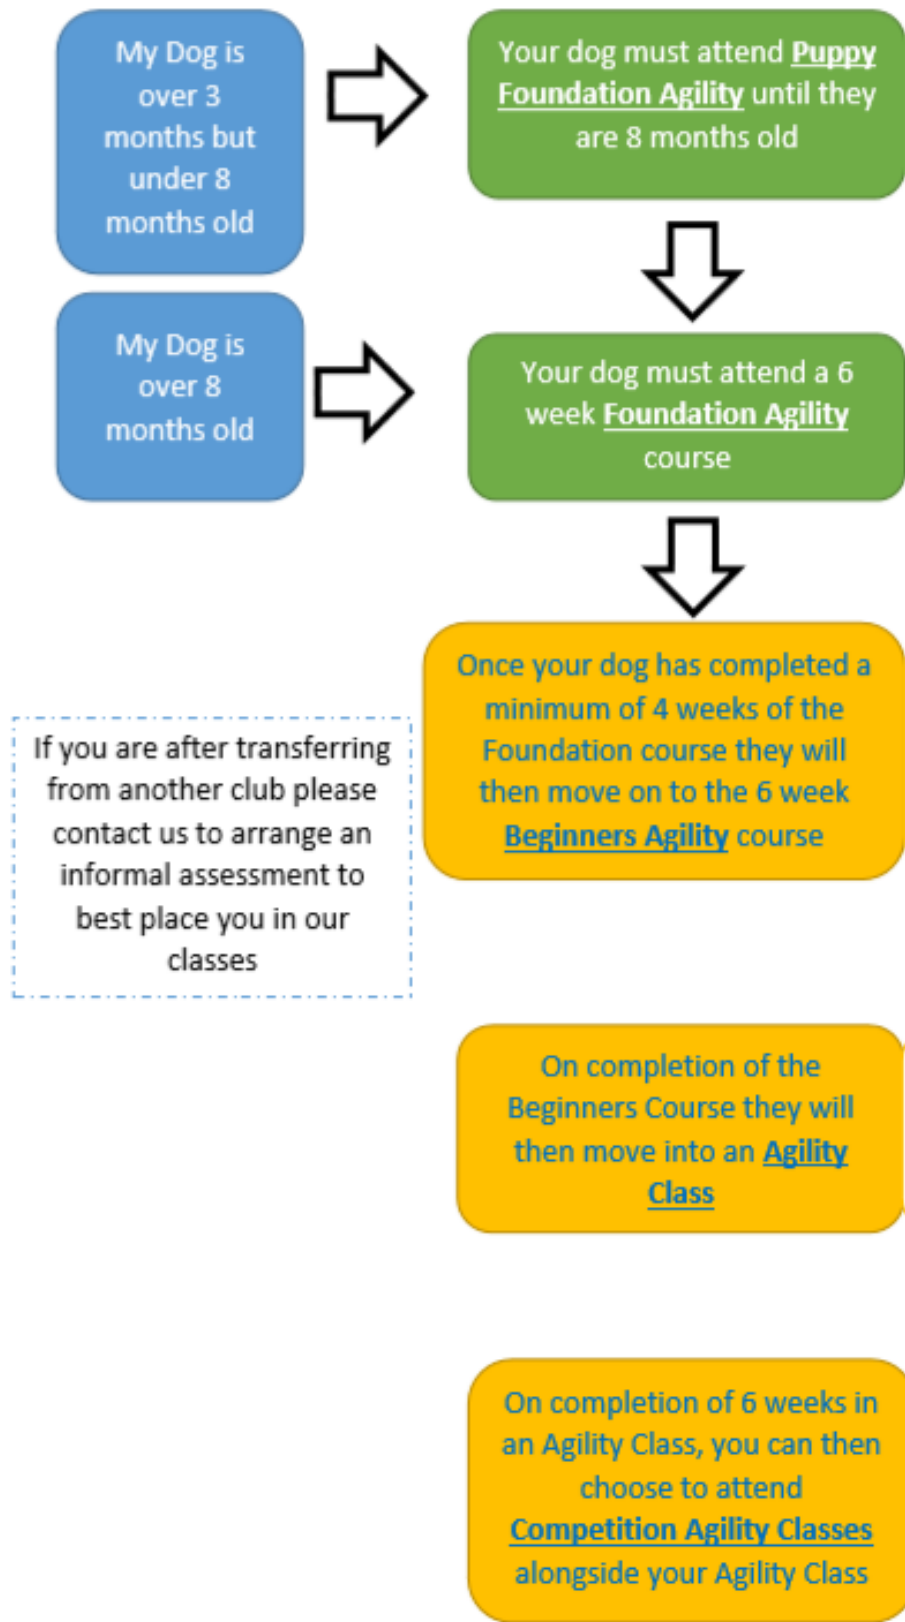 My Dog is
over 3
months but
under 8
months old
Your dog must attend Puppy
Foundation Agility until they
are 8 months old
My Dog is
over 8
months old
Your dog must attend a 6
week Foundation Agility
course
Once your dog has completed a
minimum of 4 weeks of the
Foundation course they will
then move on to the 6 week
Beginners Agility course
If you are after transferring
from another club please
contact us to arrange an
informal assessment to
best place you in our
classes
On completion of the
Beginners Course they will
then move into an Agility
Class
On completion of 6 weeks in
an Agility Class, you can then
choose to attend
Competition Agility Classes
alongside your Agility Class